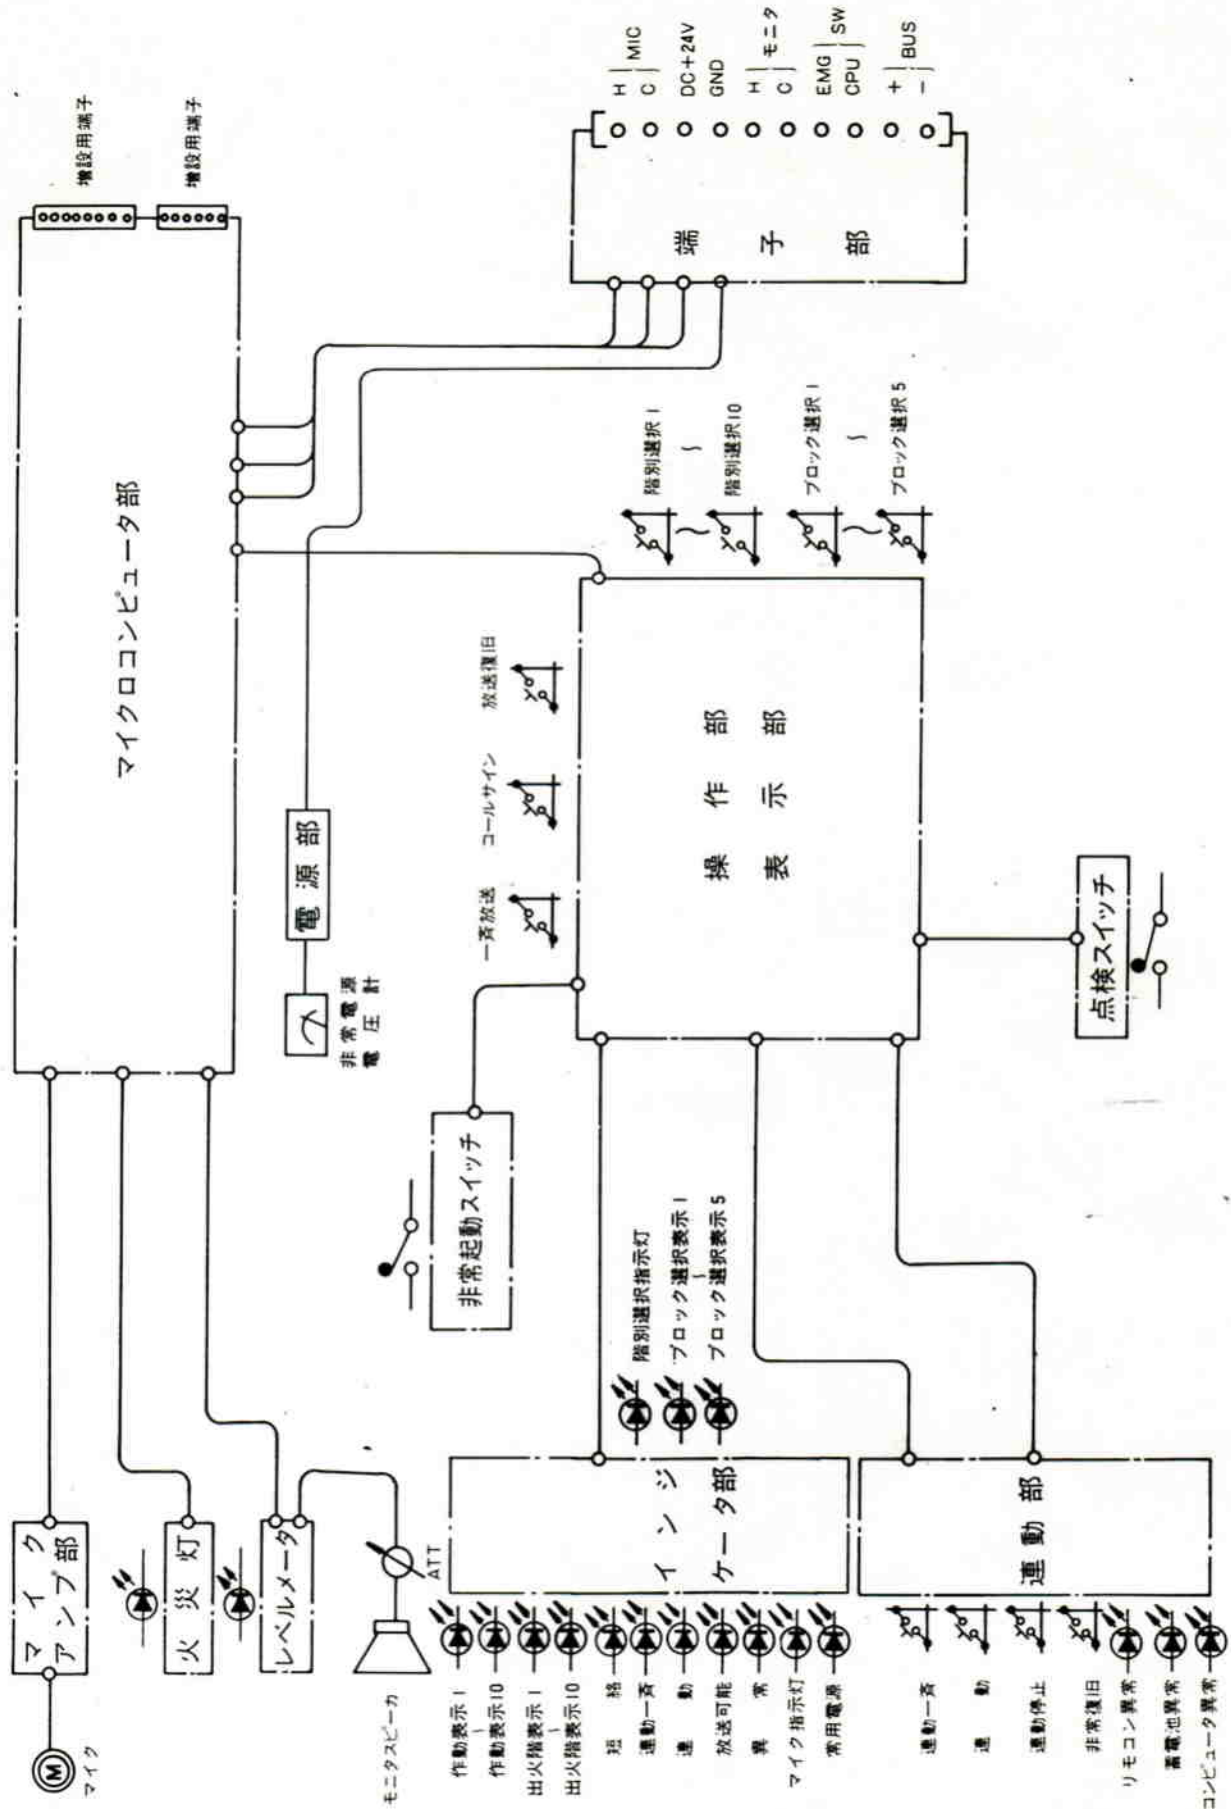 マイク
マイク
アンプ部
火災灯
レベルメータ
モニタスピーカ
ATT
マイクロコンピュータ部
増設用端子
増設用端子
非常電源
電圧計
電源部
非常起動スイッチ
一斉放送
コールサイン
放送復旧
操作部
表示部
階別選択1
〜
階別選択10
ブロック選択1
〜
ブロック選択5
端子部
H
C
MIC
DC+24V
GND
H
C
モニタ
EMG
CPU
SW
+
−
BUS
点検スイッチ
インジ
ケータ部
階別選択指示灯
ブロック選択表示1
〜
ブロック選択表示5
作動表示1
〜
作動表示10
出火階表示1
〜
出火階表示10
短絡
連動一斉
連動
放送可能
異常
マイク指示灯
常用電源
連動部
連動一斉
連動
連動停止
非常復旧
リモコン異常
蓄電池異常
コンピュータ異常